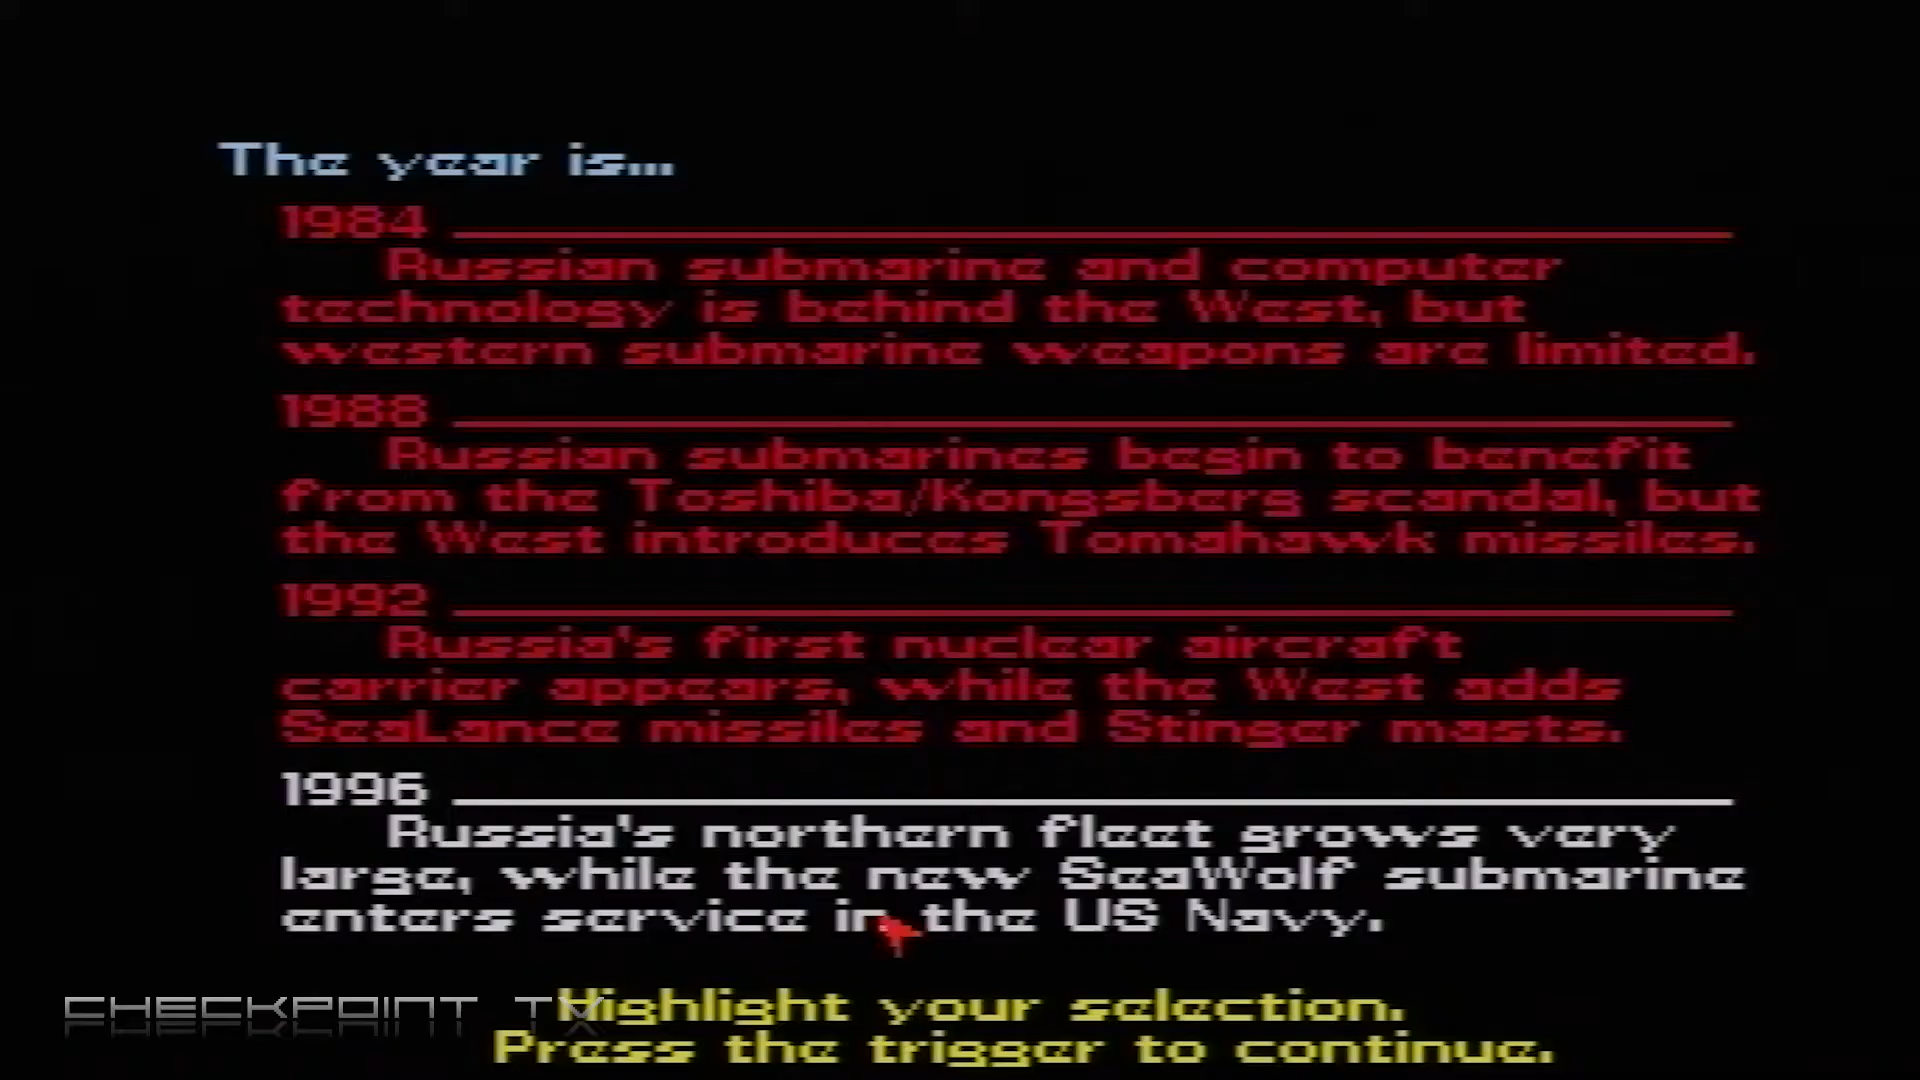 The year is...
1984
Russian submarine and computer
technology is behind the West, but
western submarine weapons are limited.
1988
Russian submarines begin to benefit
from the Toshiba/Kongsberg scandal, but
the West introduces Tomahawk missiles.
1992
Russia's first nuclear aircraft
carrier appears, while the West adds
SeaLance missiles and Stinger masts.
1996
Russia's northern fleet grows very
large, while the new SeaWolf submarine
enters service in the US Navy.
Highlight your selection.
Press the trigger to continue.
CHECKPOINT TV